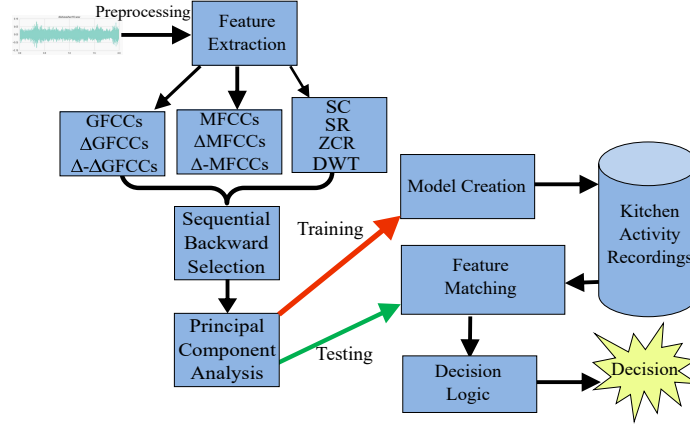 Preprocessing
Feature
Extraction
GFCCs
ΔGFCCs
Δ-ΔGFCCs
MFCCs
ΔMFCCs
Δ-MFCCs
SC
SR
ZCR
DWT
Sequential
Backward
Selection
Principal
Component
Analysis
Training
Testing
Model Creation
Kitchen
Activity
Recordings
Feature
Matching
Decision
Logic
Decision